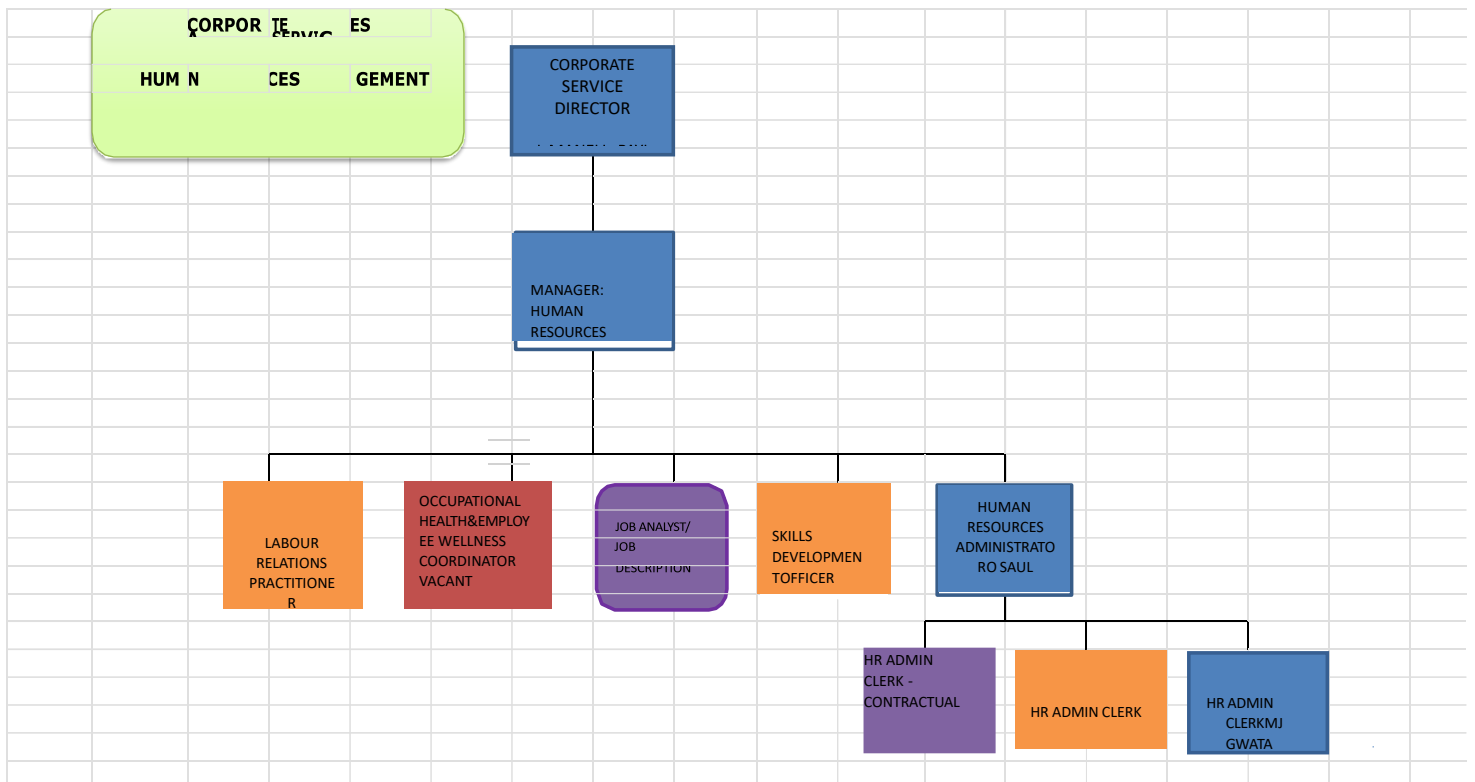 CORPOR TE ES
HUM N CES GEMENT
CORPORATE
SERVICE
DIRECTOR
MANAGER:
HUMAN
RESOURCES
LABOUR
RELATIONS
PRACTITIONE
R
OCCUPATIONAL
HEALTH&EMPLOY
EE WELLNESS
COORDINATOR
VACANT
JOB ANALYST/
JOB
DESCRIPTION
SKILLS
DEVELOPMEN
TOFFICER
HUMAN
RESOURCES
ADMINISTRATO
RO SAUL
HR ADMIN
CLERK -
CONTRACTUAL
HR ADMIN CLERK
HR ADMIN
CLERKMJ
GWATA